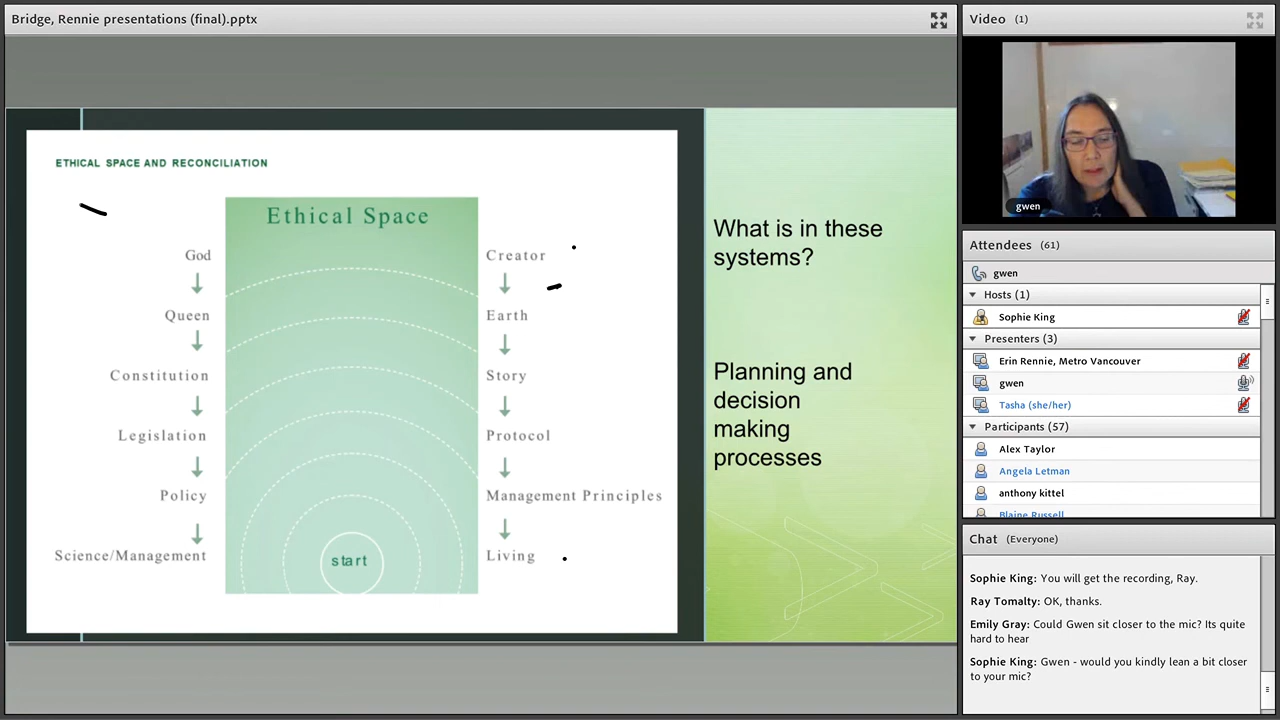 Bridge, Rennie presentations (final).pptx
ETHICAL SPACE AND RECONCILIATION
Ethical Space
God
Queen
Constitution
Legislation
Policy
Science/Management
Creator
Earth
Story
Protocol
Management Principles
Living
start
What is in these
systems?
Planning and
decision
making
processes
Video (1)
gwen
Attendees (61)
gwen
Hosts (1)
Sophie King
Presenters (3)
Erin Rennie, Metro Vancouver
gwen
Tasha (she/her)
Participants (57)
Alex Taylor
Angela Letman
anthony kittel
Blaine Russell
Chat (Everyone)
Sophie King: You will get the recording, Ray.
Ray Tomalty: OK, thanks.
Emily Gray: Could Gwen sit closer to the mic? Its quite
hard to hear
Sophie King: Gwen - would you kindly lean a bit closer
to your mic?